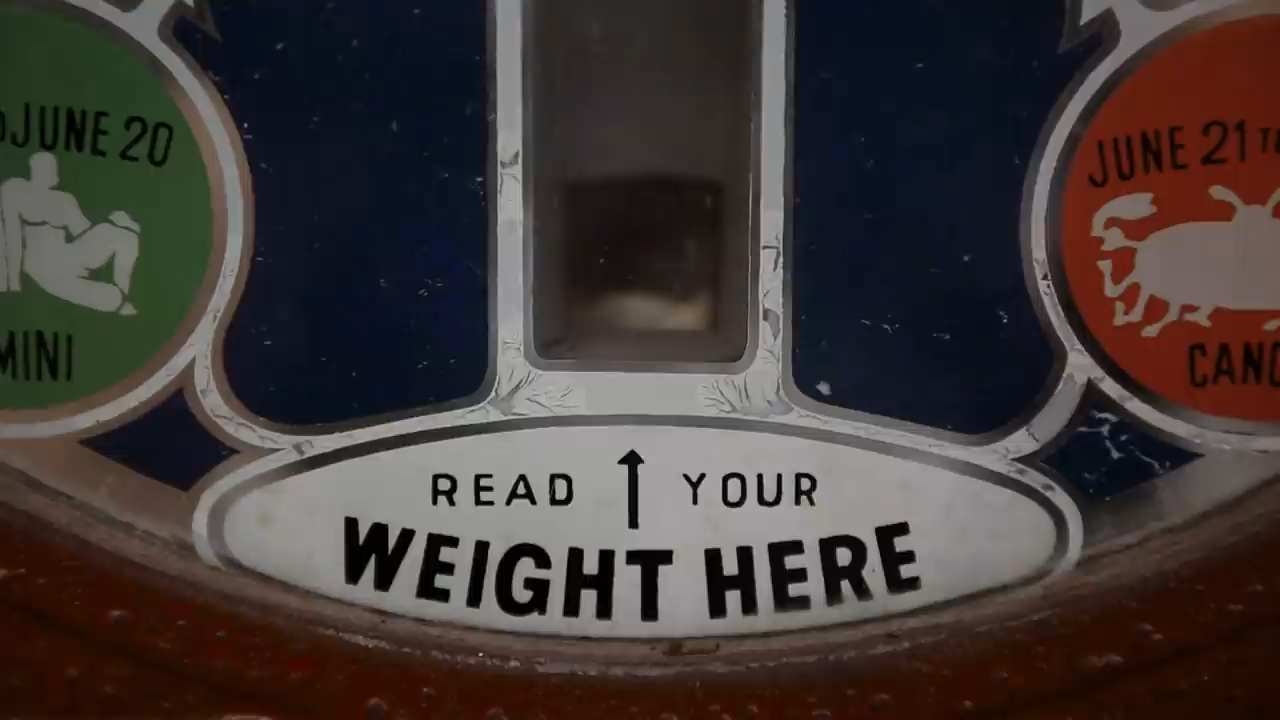 JUNE 20
MINI
JUNE 21
CANC
READ YOUR
WEIGHT HERE